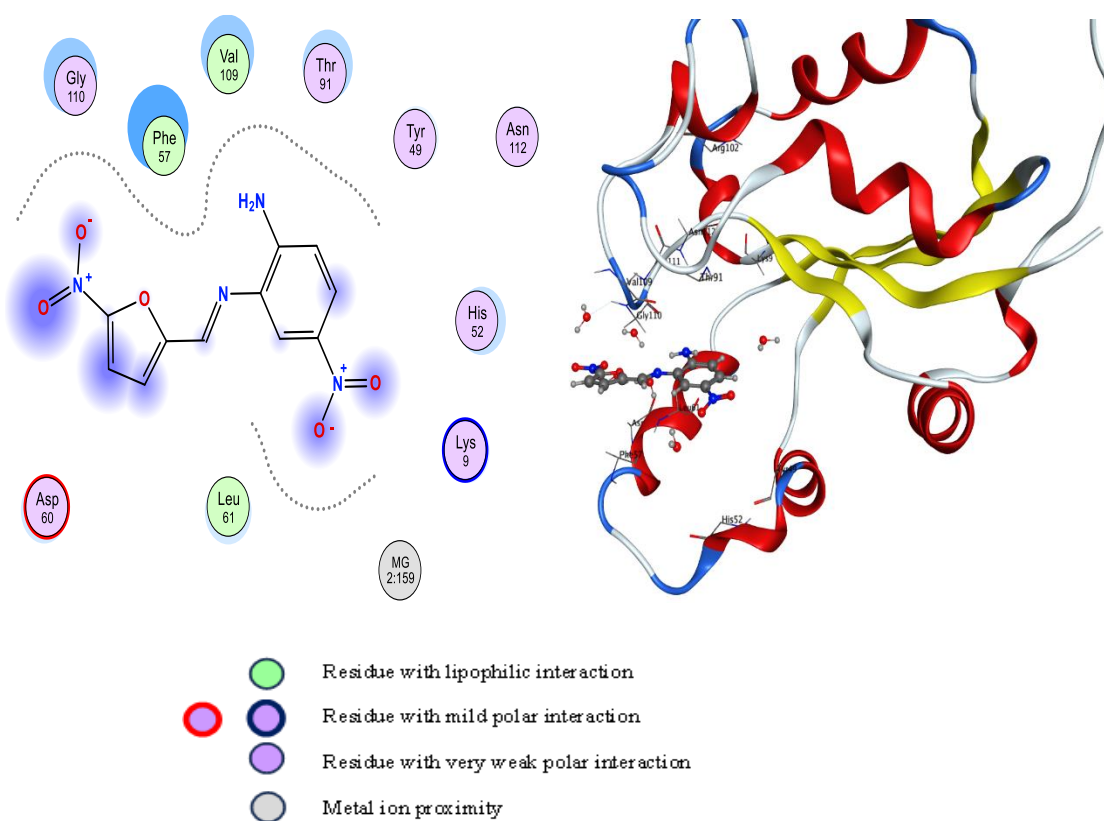 Gly
110
Phe
57
Val
109
Thr
91
Tyr
49
Asn
112
H₂N
O⁻
N⁺
O
O
N
His
52
N⁺
O
O⁻
Lys
9
Asp
60
Leu
61
MG
2:159
Arg102
Lys9
111
Thr91
Val109
Gly110
His52
Residue with lipophilic interaction
Residue with mild polar interaction
Residue with very weak polar interaction
Metal ion proximity